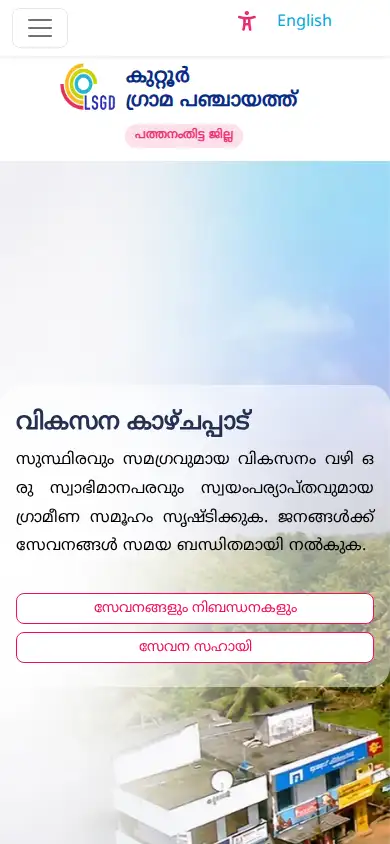 English
കുറ്റൂർ
LSGD
ഗ്രാമ പഞ്ചായത്ത്
പത്തനംതിട്ട ജില്ല
വികസന കാഴ്ചപ്പാട്
സുസ്ഥിരവും സമഗ്രവുമായ വികസനം വഴി ഒ
രു സ്വാഭിമാനപരവും സ്വയംപര്യാപ്തവുമായ
ഗ്രാമീണ സമൂഹം സൃഷ്ടിക്കുക. ജനങ്ങൾക്ക്
സേവനങ്ങൾ സമയ ബന്ധിതമായി നൽകുക.
സേവനങ്ങളും നിബന്ധനകളും
സേവന സഹായി